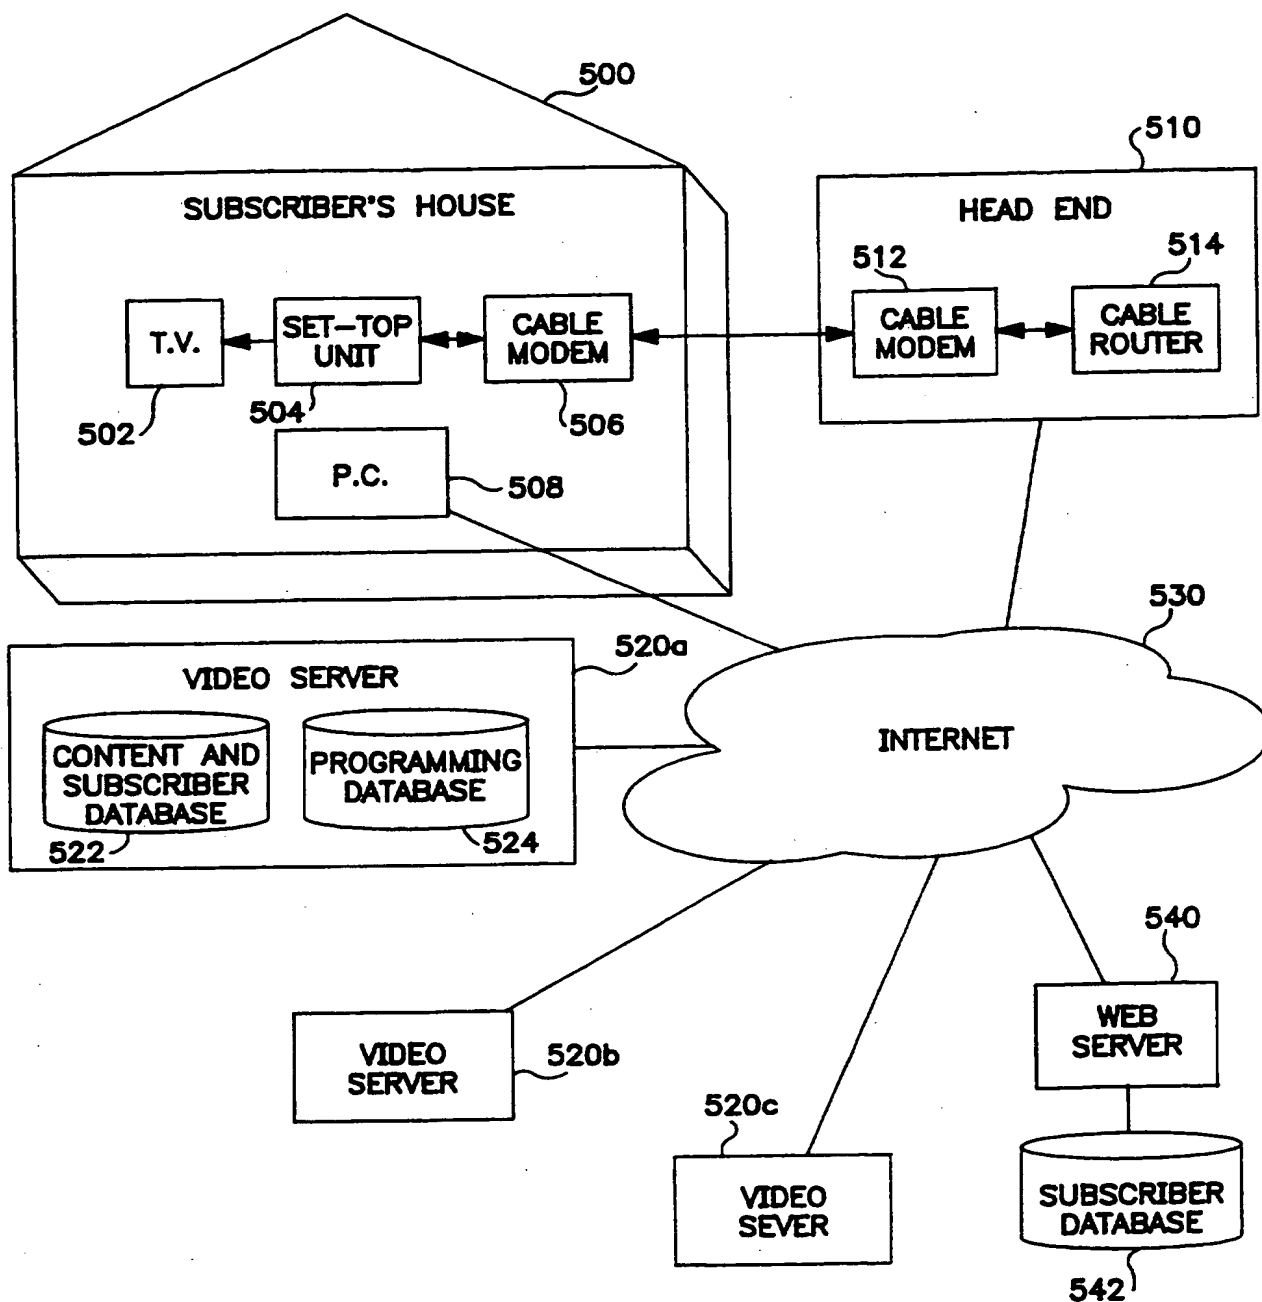 500
510
SUBSCRIBER'S HOUSE
HEAD END
512
514
T.V.
SET-TOP
UNIT
CABLE
MODEM
CABLE
MODEM
CABLE
ROUTER
502
504
506
P.C.
508
530
520a
VIDEO SERVER
CONTENT AND
SUBSCRIBER
DATABASE
PROGRAMMING
DATABASE
522
524
INTERNET
540
WEB
SERVER
VIDEO
SERVER
520b
520c
VIDEO
SEVER
SUBSCRIBER
DATABASE
542